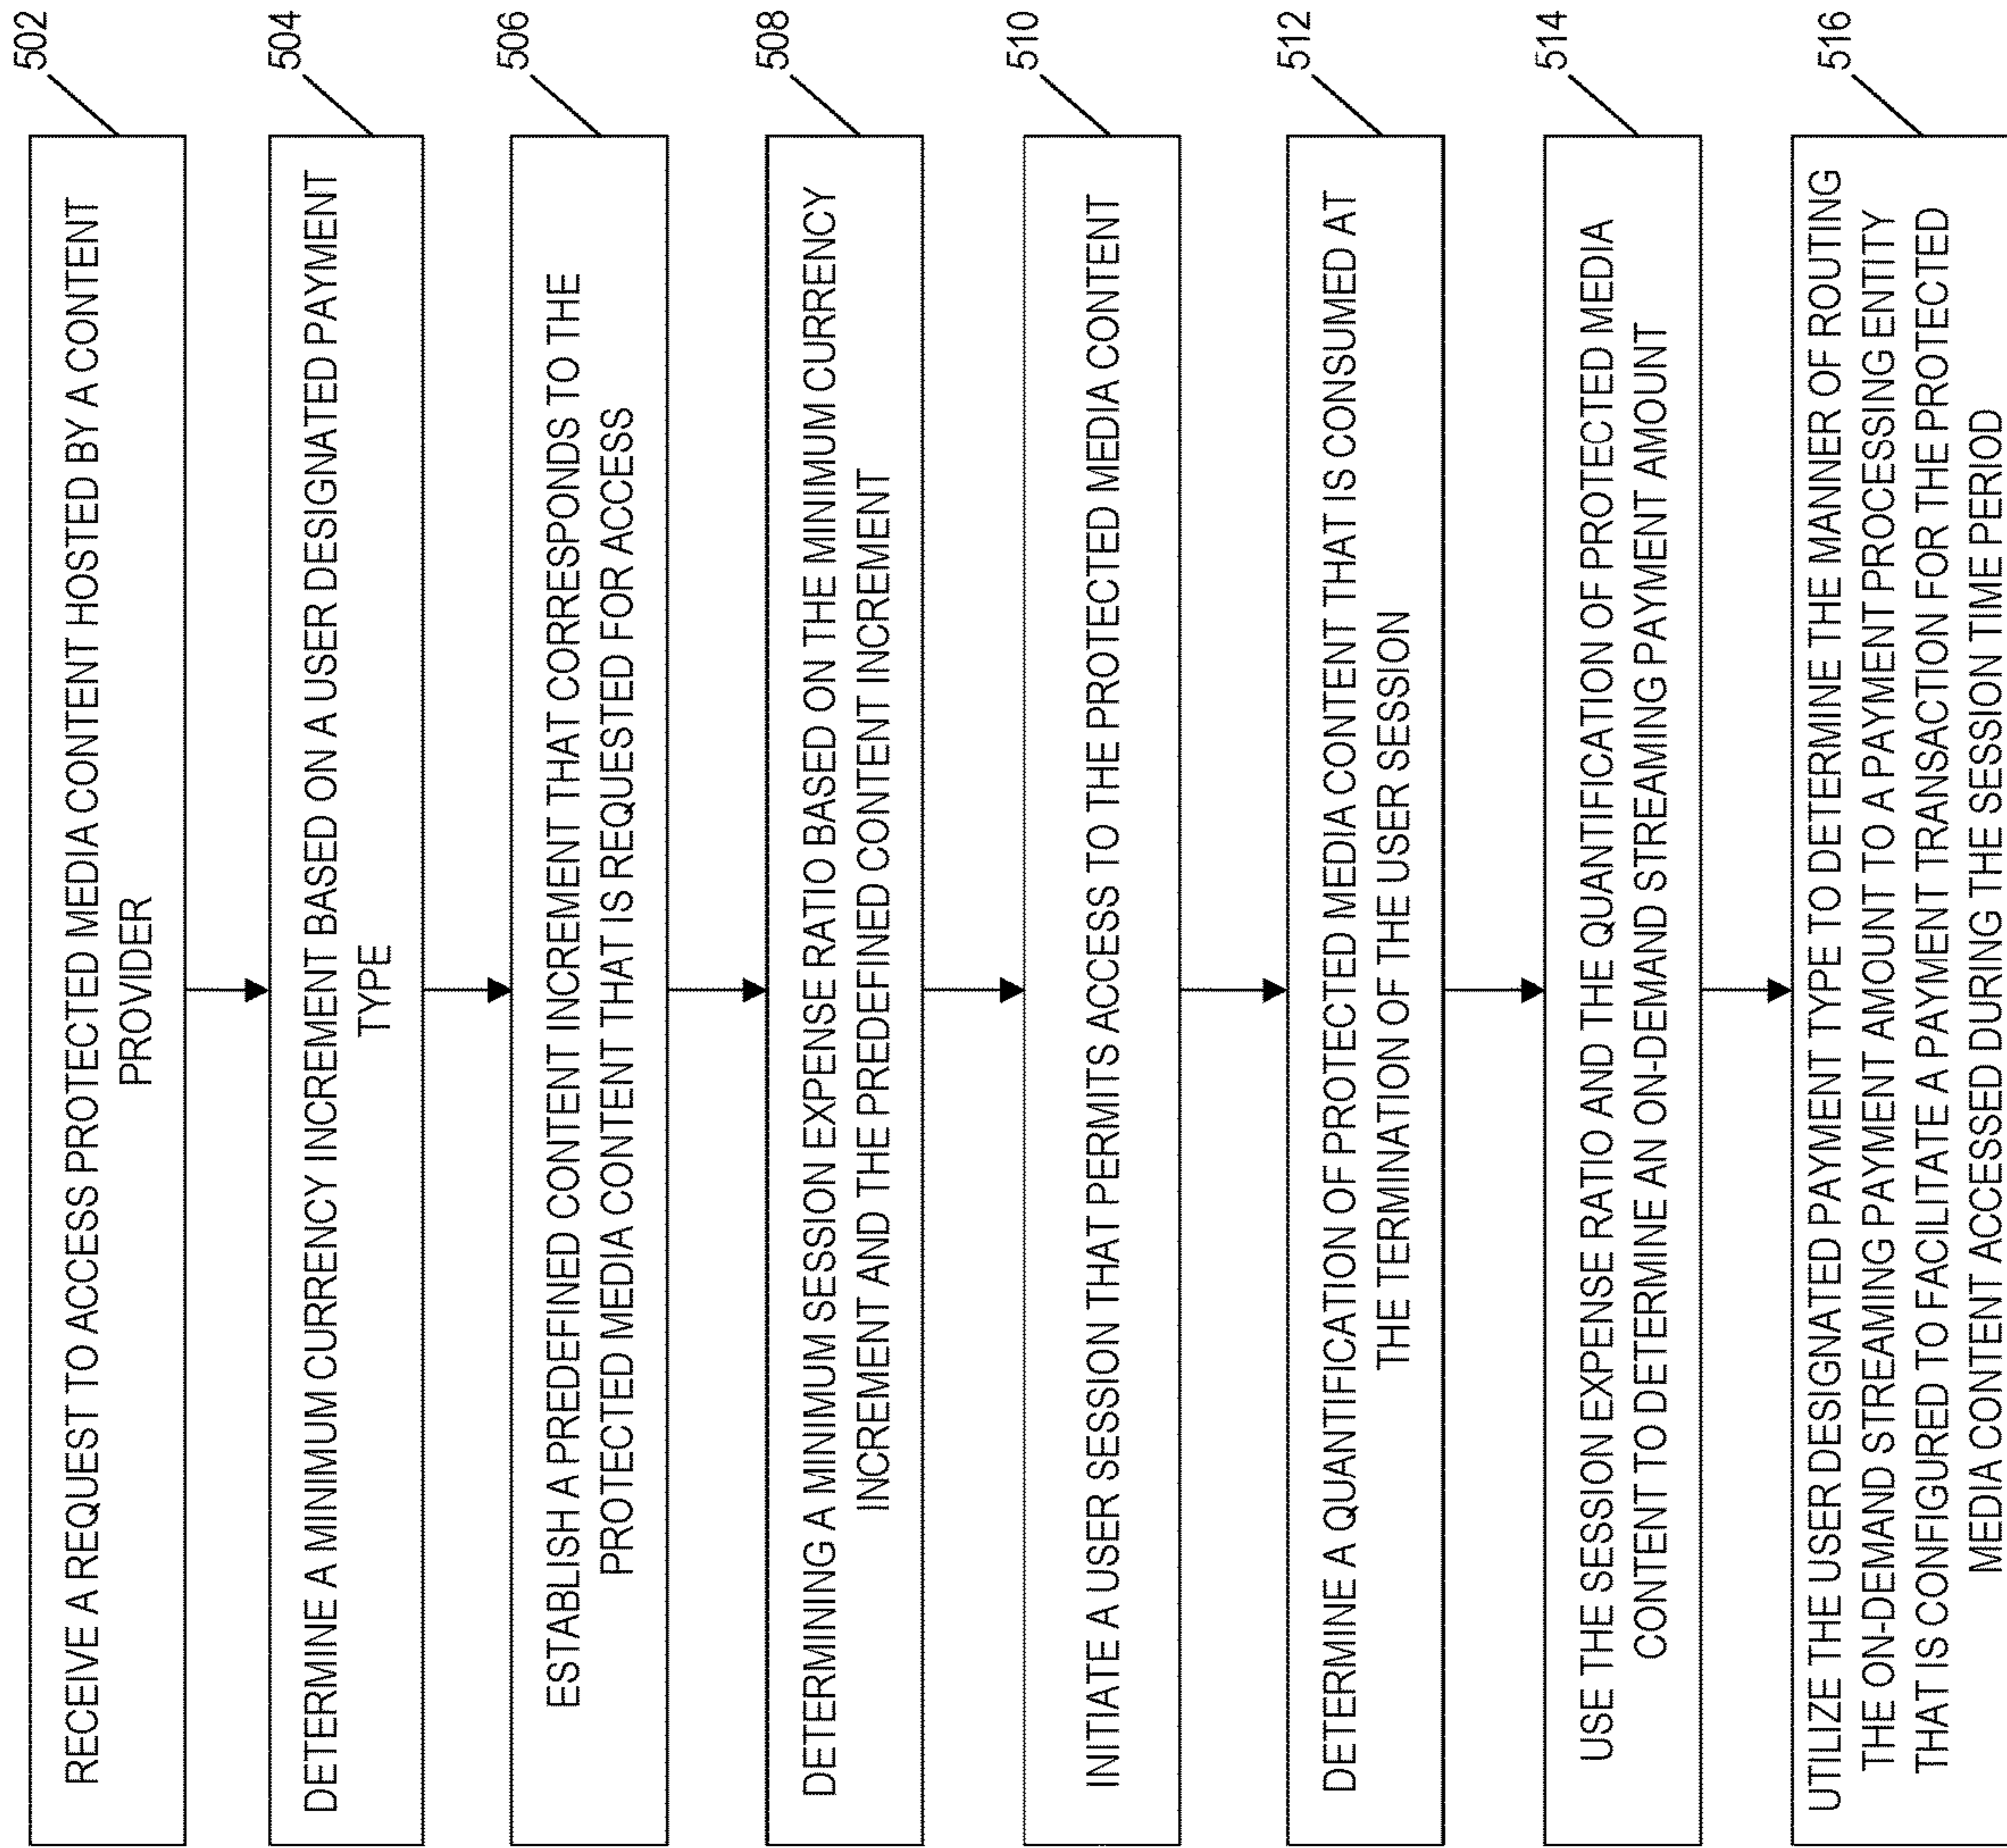 502
RECEIVE A REQUEST TO ACCESS PROTECTED MEDIA CONTENT HOSTED BY A CONTENT
PROVIDER
504
DETERMINE A MINIMUM CURRENCY INCREMENT BASED ON A USER DESIGNATED PAYMENT
TYPE
506
ESTABLISH A PREDEFINED CONTENT INCREMENT THAT CORRESPONDS TO THE
PROTECTED MEDIA CONTENT THAT IS REQUESTED FOR ACCESS
508
DETERMINING A MINIMUM SESSION EXPENSE RATIO BASED ON THE MINIMUM CURRENCY
INCREMENT AND THE PREDEFINED CONTENT INCREMENT
510
INITIATE A USER SESSION THAT PERMITS ACCESS TO THE PROTECTED MEDIA CONTENT
512
DETERMINE A QUANTIFICATION OF PROTECTED MEDIA CONTENT THAT IS CONSUMED AT
THE TERMINATION OF THE USER SESSION
514
USE THE SESSION EXPENSE RATIO AND THE QUANTIFICATION OF PROTECTED MEDIA
CONTENT TO DETERMINE AN ON-DEMAND STREAMING PAYMENT AMOUNT
516
UTILIZE THE USER DESIGNATED PAYMENT TYPE TO DETERMINE THE MANNER OF ROUTING
THE ON-DEMAND STREAMING PAYMENT AMOUNT TO A PAYMENT PROCESSING ENTITY
THAT IS CONFIGURED TO FACILITATE A PAYMENT TRANSACTION FOR THE PROTECTED
MEDIA CONTENT ACCESSED DURING THE SESSION TIME PERIOD